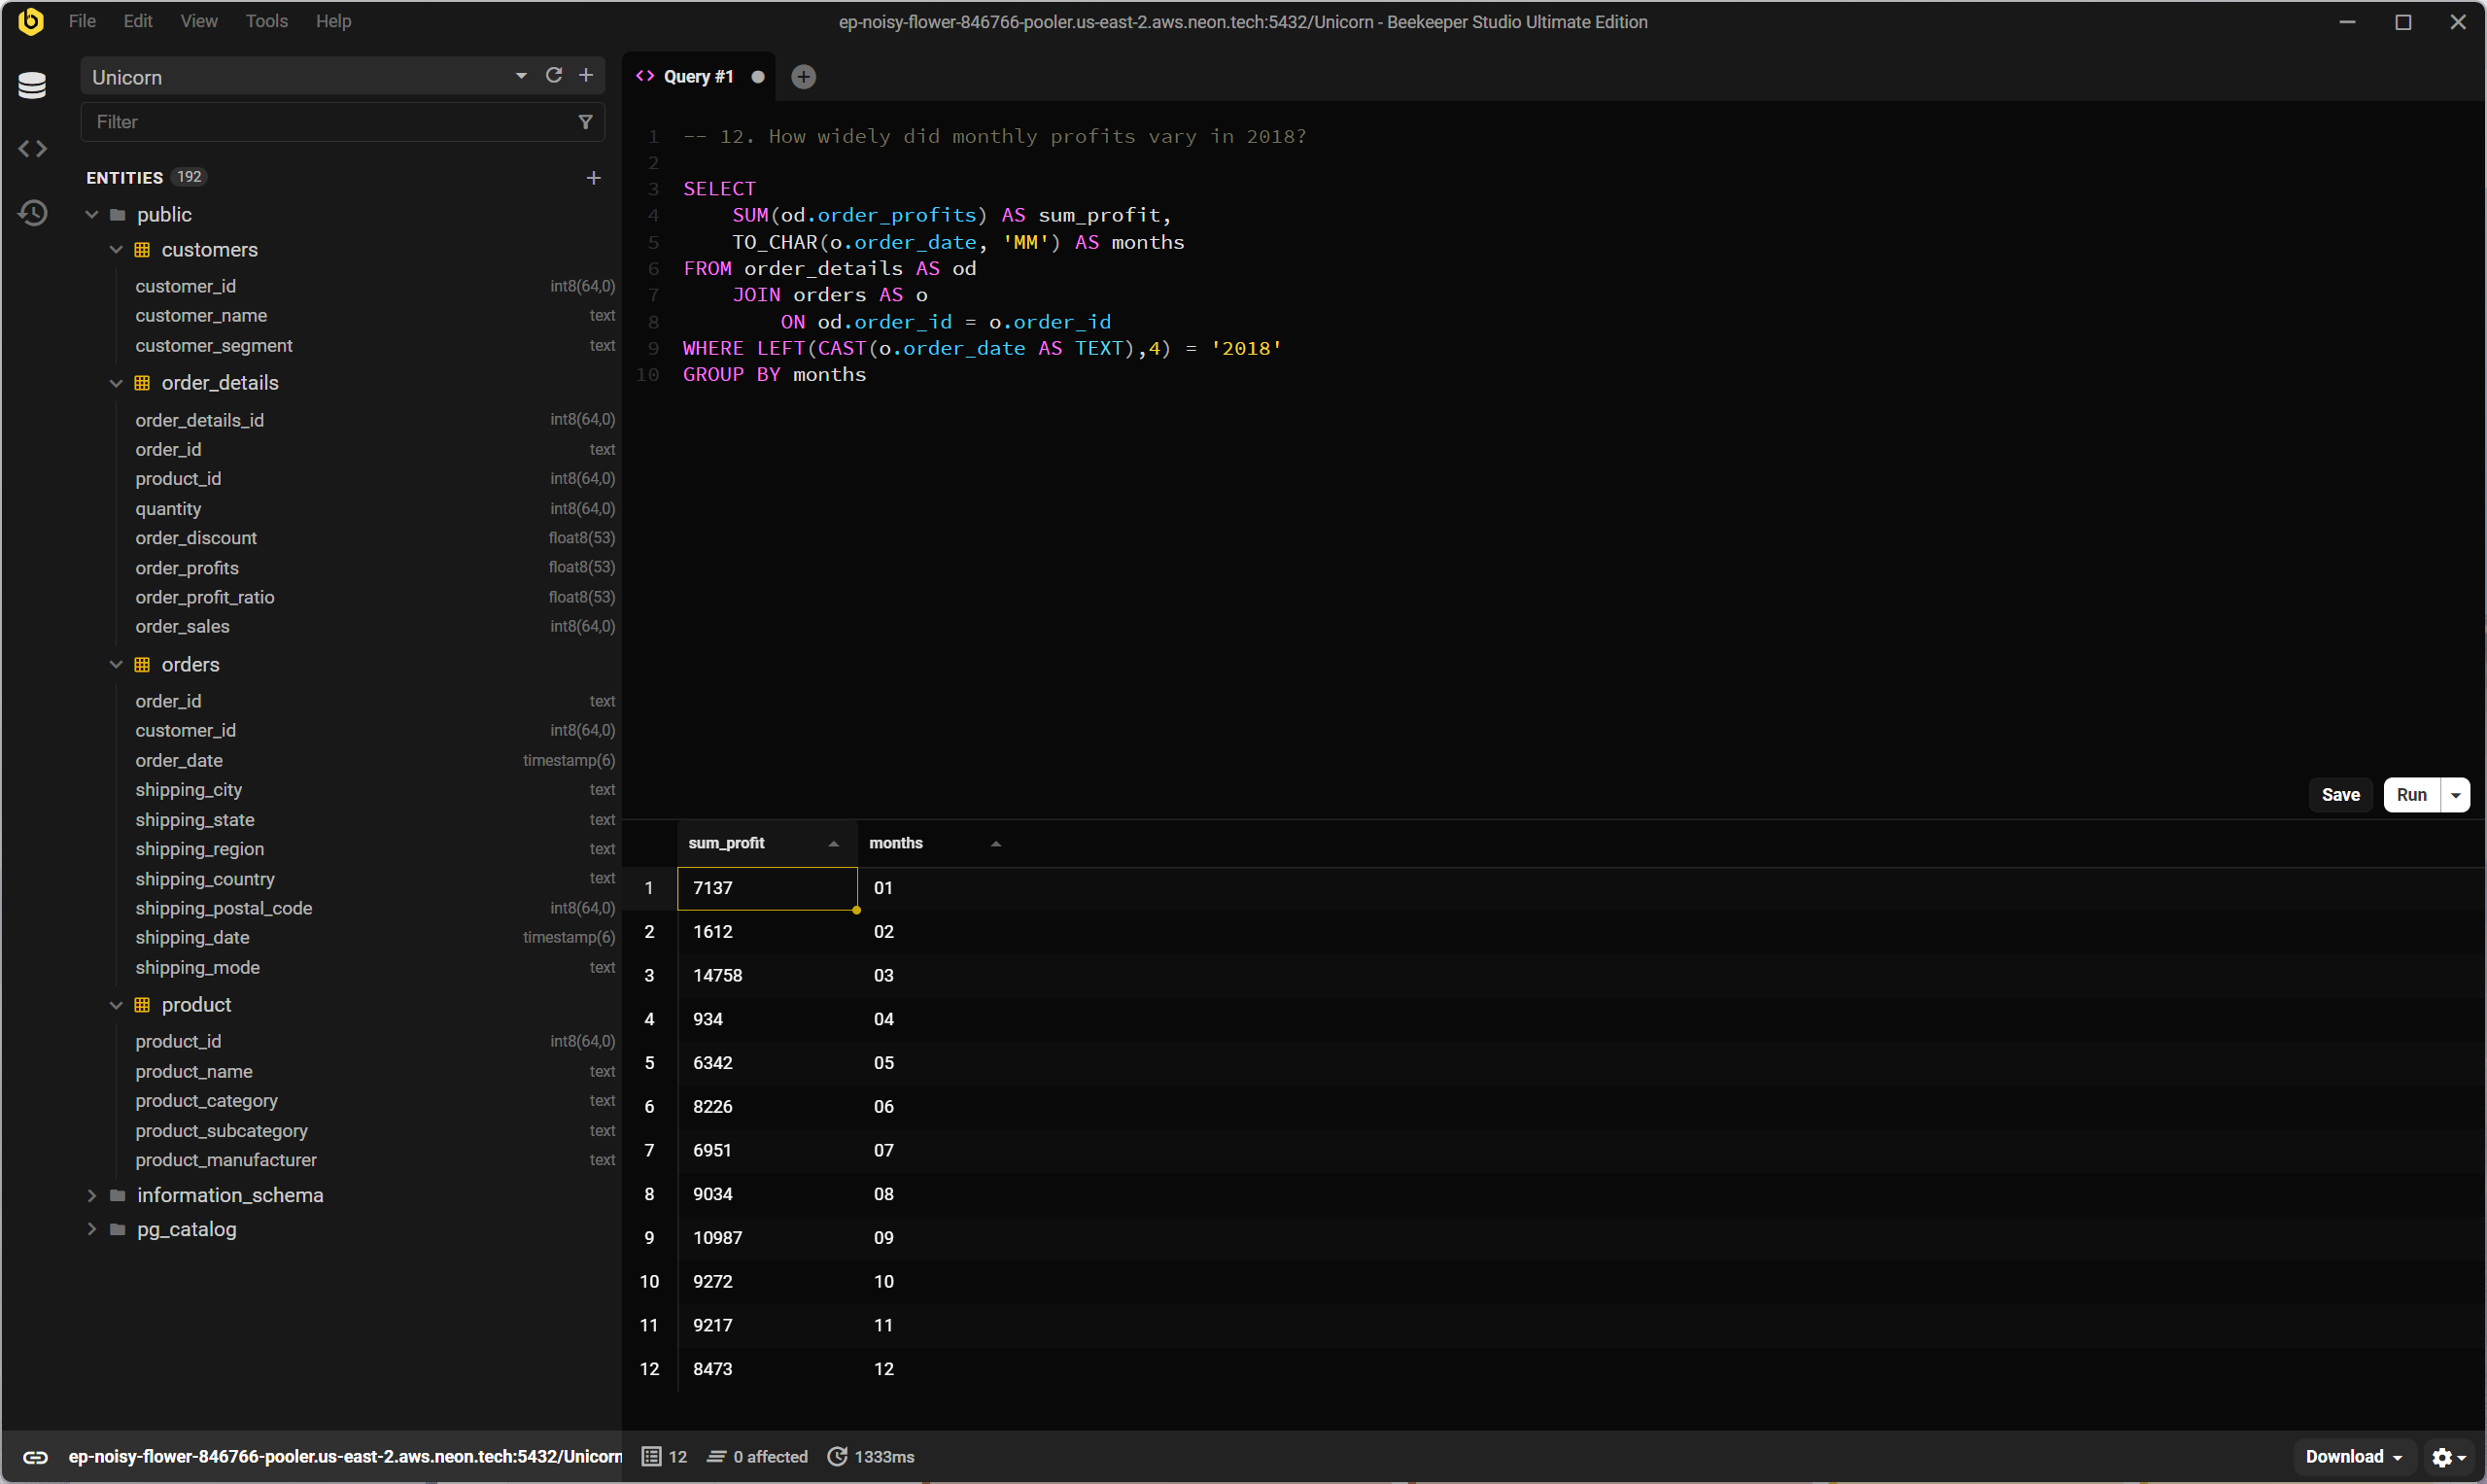 File Edit View Tools Help
ep-noisy-flower-846766-pooler.us-east-2.aws.neon.tech:5432/Unicorn - Beekeeper Studio Ultimate Edition
Unicorn
Filter
ENTITIES 192
public
customers
customer_id int8(64,0)
customer_name text
customer_segment text
order_details
order_details_id int8(64,0)
order_id text
product_id int8(64,0)
quantity int8(64,0)
order_discount float8(53)
order_profits float8(53)
order_profit_ratio float8(53)
order_sales int8(64,0)
orders
order_id text
customer_id int8(64,0)
order_date timestamp(6)
shipping_city text
shipping_state text
shipping_region text
shipping_country text
shipping_postal_code int8(64,0)
shipping_date timestamp(6)
shipping_mode text
product
product_id int8(64,0)
product_name text
product_category text
product_subcategory text
product_manufacturer text
information_schema
pg_catalog
Query #1
1 -- 12. How widely did monthly profits vary in 2018?
2
3 SELECT
4 SUM(od.order_profits) AS sum_profit,
5 TO_CHAR(o.order_date, 'MM') AS months
6 FROM order_details AS od
7 JOIN orders AS o
8 ON od.order_id = o.order_id
9 WHERE LEFT(CAST(o.order_date AS TEXT),4) = '2018'
10 GROUP BY months
Save Run
sum_profit months
1 7137 01
2 1612 02
3 14758 03
4 934 04
5 6342 05
6 8226 06
7 6951 07
8 9034 08
9 10987 09
10 9272 10
11 9217 11
12 8473 12
ep-noisy-flower-846766-pooler.us-east-2.aws.neon.tech:5432/Unicorn 12 0 affected 1333ms Download